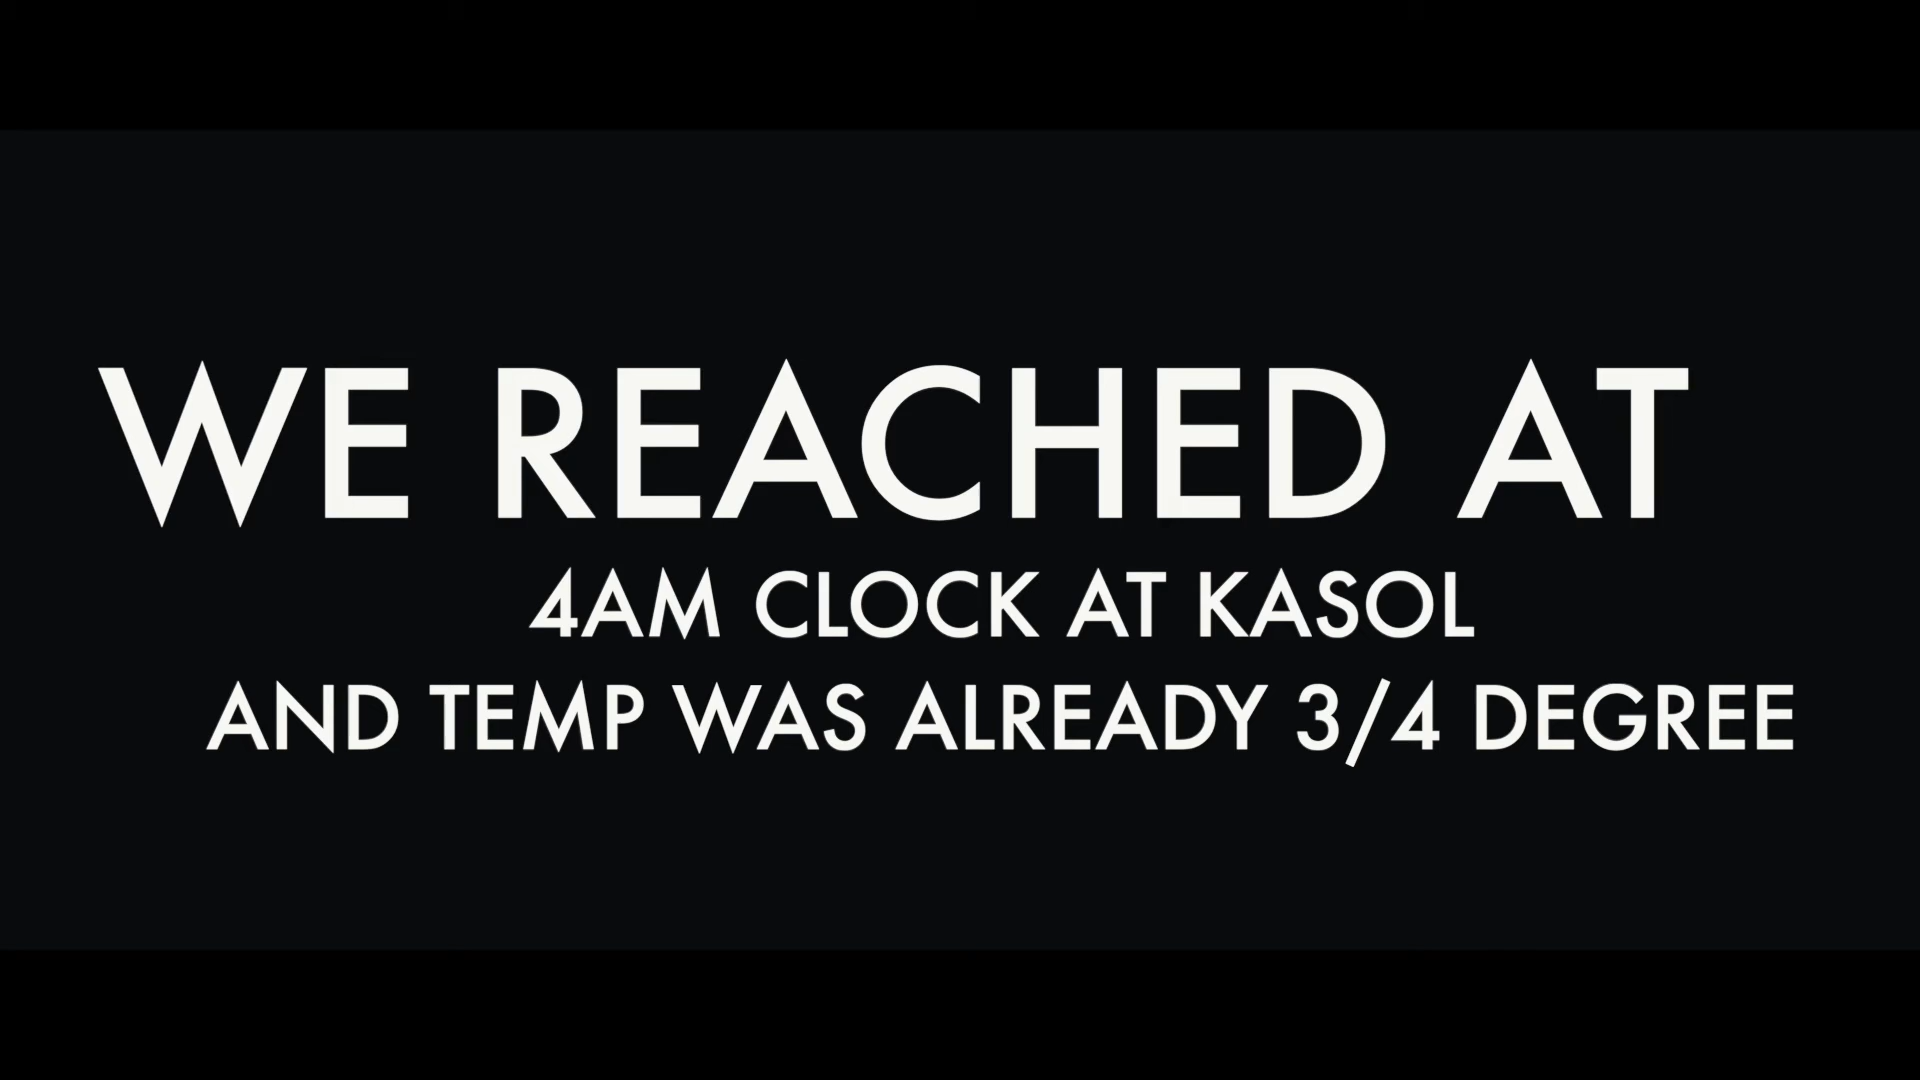 WE REACHED AT
4AM CLOCK AT KASOL
AND TEMP WAS ALREADY 3/4 DEGREE